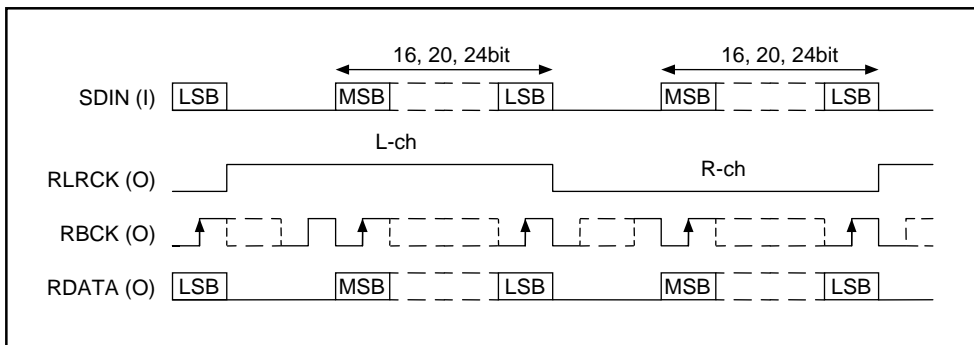 16, 20, 24bit 16, 20, 24bit
SDIN (I) LSB MSB LSB MSB LSB
L-ch
RLRCK (O) R-ch
RBCK (O)
RDATA (O) LSB MSB LSB MSB LSB